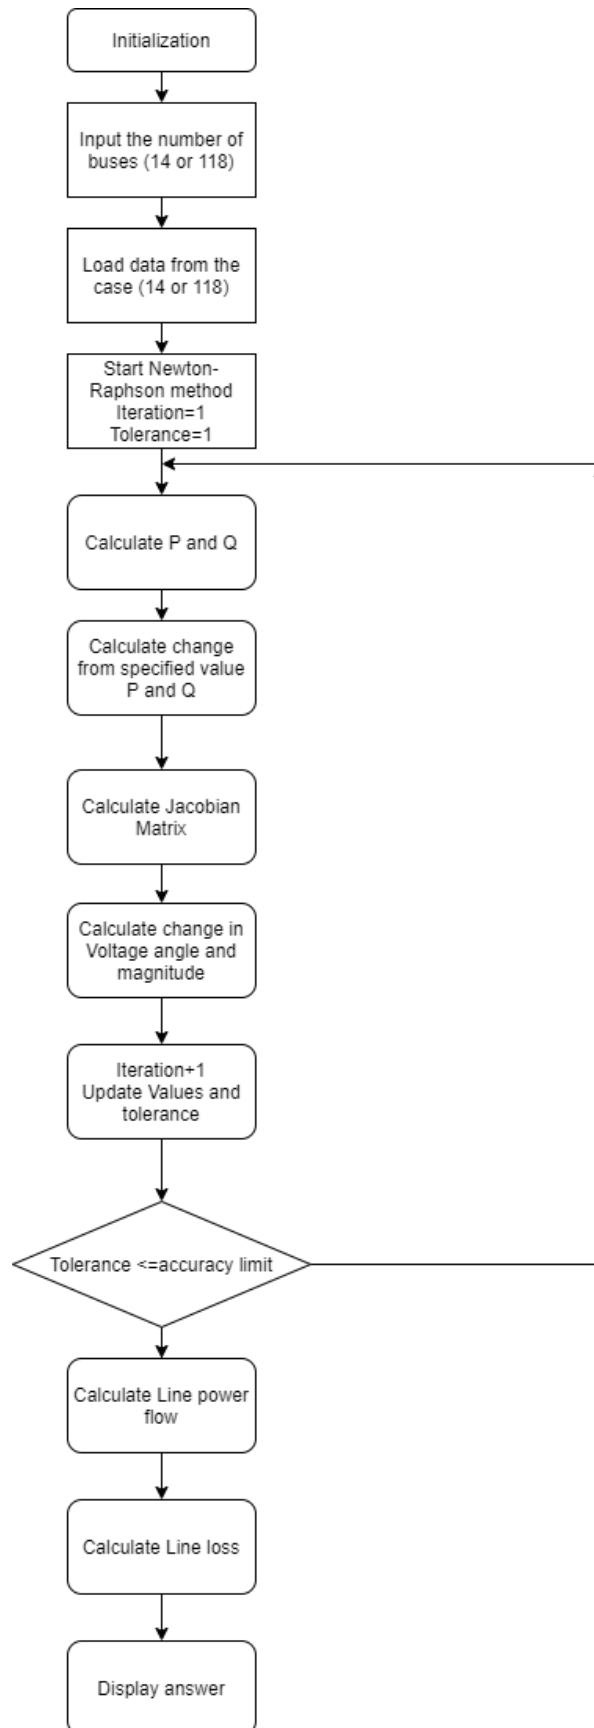 Initialization
Input the number of
buses (14 or 118)
Load data from the
case (14 or 118)
Start Newton-
Raphson method
Iteration=1
Tolerance=1
Calculate P and Q
Calculate change
from specified value
P and Q
Calculate Jacobian
Matrix
Calculate change in
Voltage angle and
magnitude
Iteration+1
Update Values and
tolerance
Tolerance <=accuracy limit
Calculate Line power
flow
Calculate Line loss
Display answer